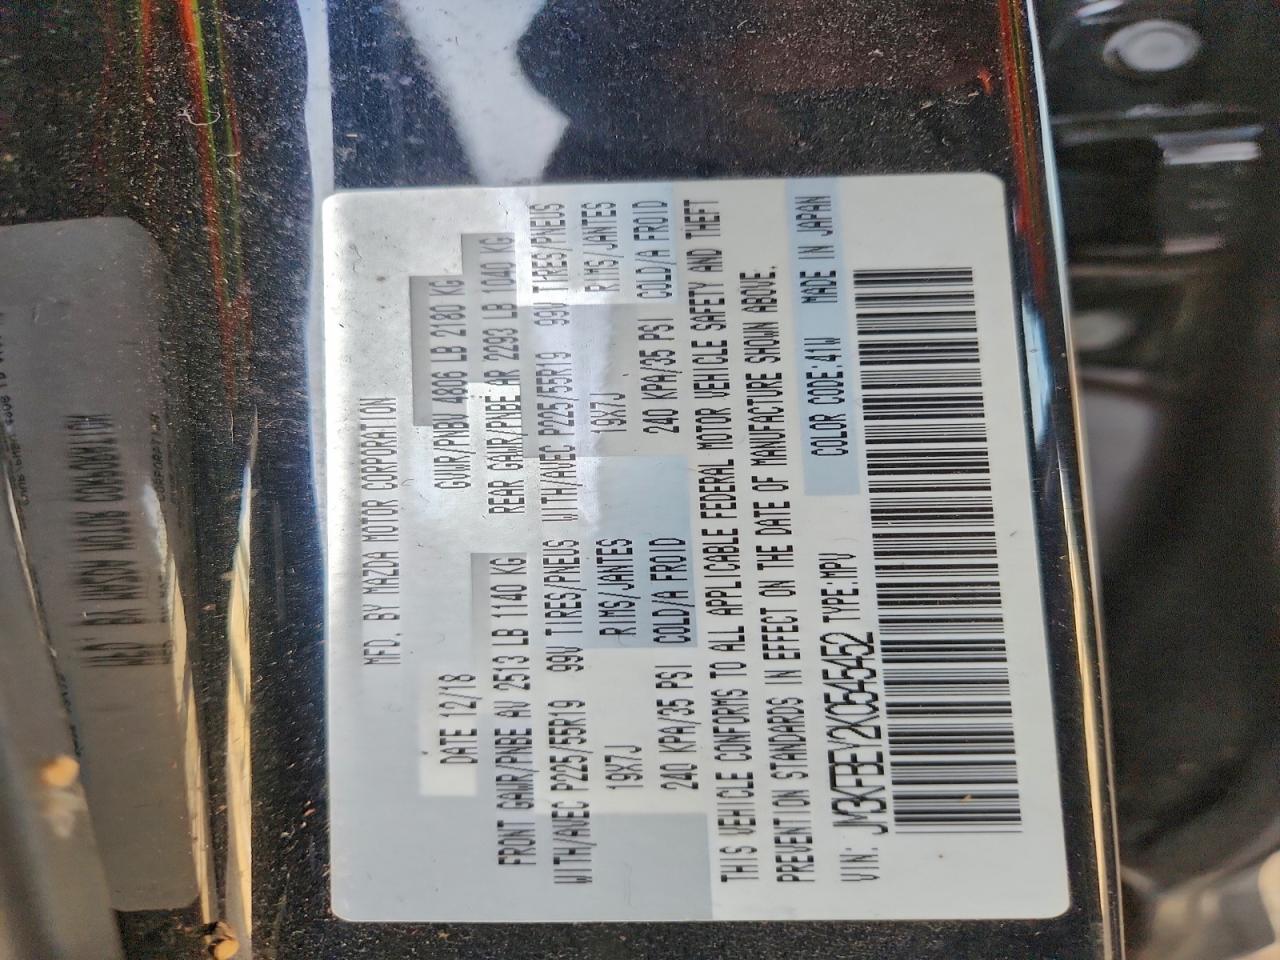 MFD. BY MAZDA MOTOR CORPORATION
DATE 12/18 GVWR/PNBV 4806 LB 2180 KG
FRONT GAWR/PNBE AV 2513 LB 1140 KG REAR GAWR/PNBE AR 2293 LB 1040 KG
WITH/AVEC P225/55R19 99V TIRES/PNEUS WITH/AVEC P225/55R19 99V TIRES/PNEUS
19X7J RIMS/JANTES 19X7J RIMS/JANTES
240 KPA/35 PSI COLD/A FROID 240 KPA/35 PSI COLD/A FROID
THIS VEHICLE CONFORMS TO ALL APPLICABLE FEDERAL MOTOR VEHICLE SAFETY AND THEFT
PREVENTION STANDARDS IN EFFECT ON THE DATE OF MANUFACTURE SHOWN ABOVE.
VIN: JM3KFBEY2K0545452 TYPE:MPV COLOR CODE:41W MADE IN JAPAN